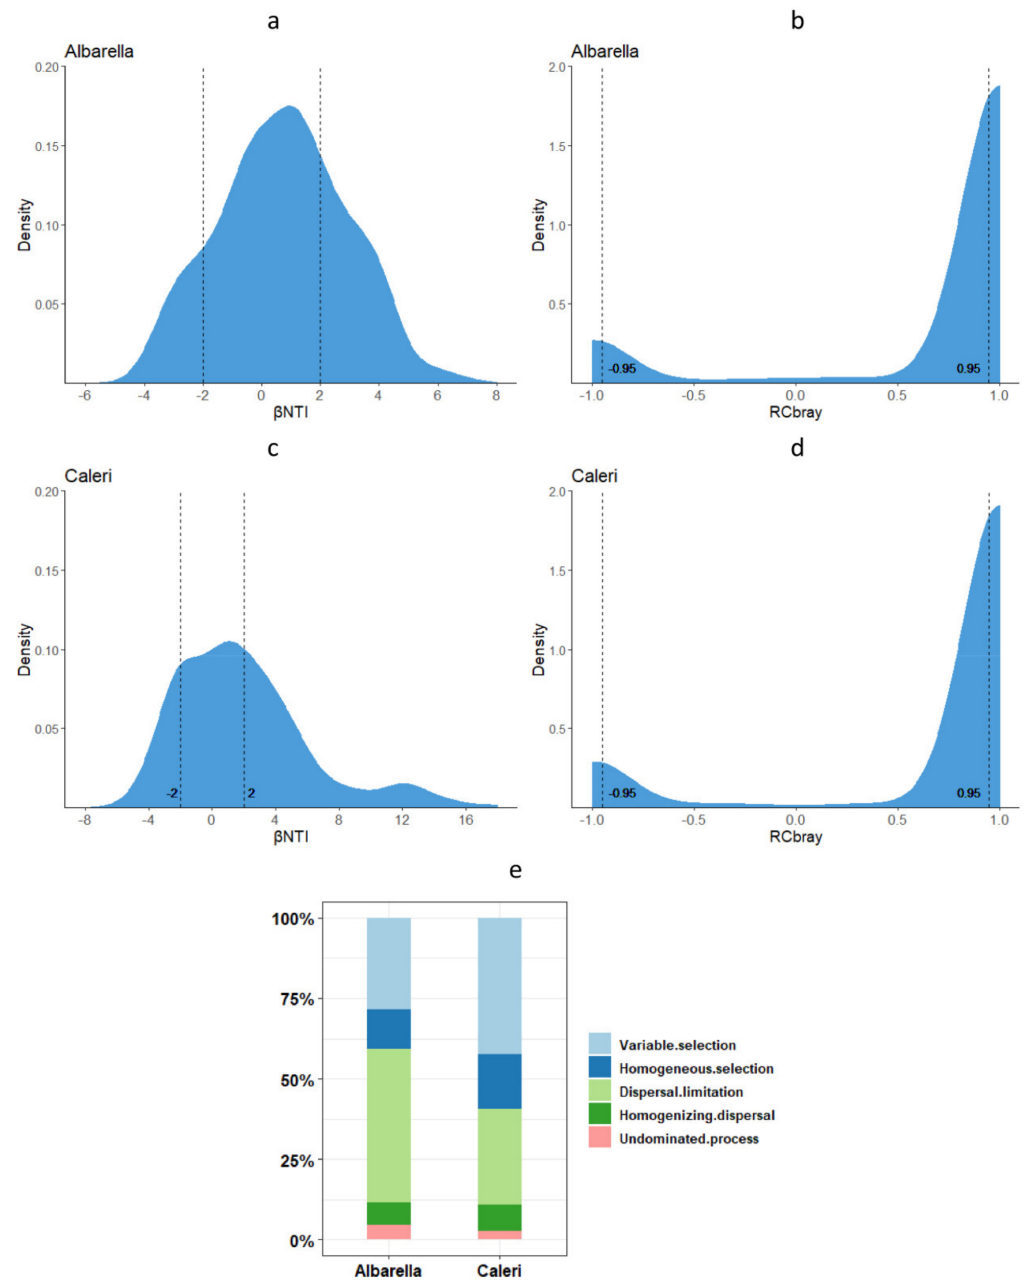 a
b
Albarella
Albarella
0.20
0.15
0.10
0.05
Density
-6 -4 -2 0 2 4 6 8
βNTI
2.0
1.5
1.0
0.5
Density
-0.95 0.95
-1.0 -0.5 0.0 0.5 1.0
RCbray
c
d
Caleri
Caleri
0.20
0.15
0.10
0.05
Density
-2 2
-8 -4 0 4 8 12 16
βNTI
2.0
1.5
1.0
0.5
Density
-0.95 0.95
-1.0 -0.5 0.0 0.5 1.0
RCbray
e
100%
75%
50%
25%
0%
Albarella Caleri
Variable.selection
Homogeneous.selection
Dispersal.limitation
Homogenizing.dispersal
Undominated.process